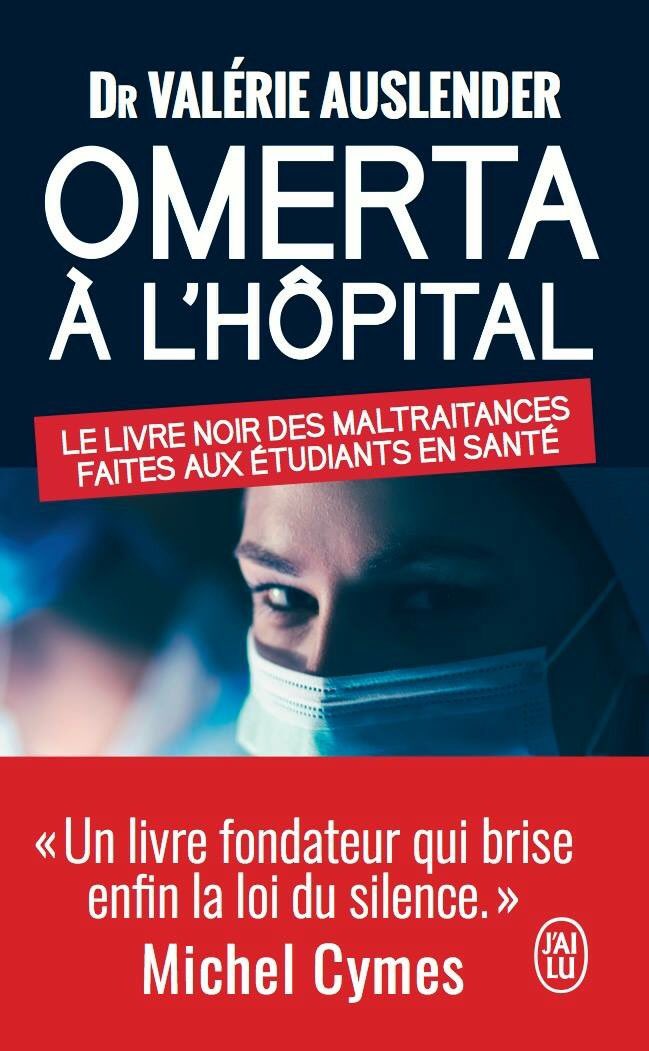 Dr VALÉRIE AUSLENDER
OMERTA
À L'HÔPITAL
LE LIVRE NOIR DES MALTRAITANCES
FAITES AUX ÉTUDIANTS EN SANTÉ
« Un livre fondateur qui brise
enfin la loi du silence. »
Michel Cymes
J'AI
LU